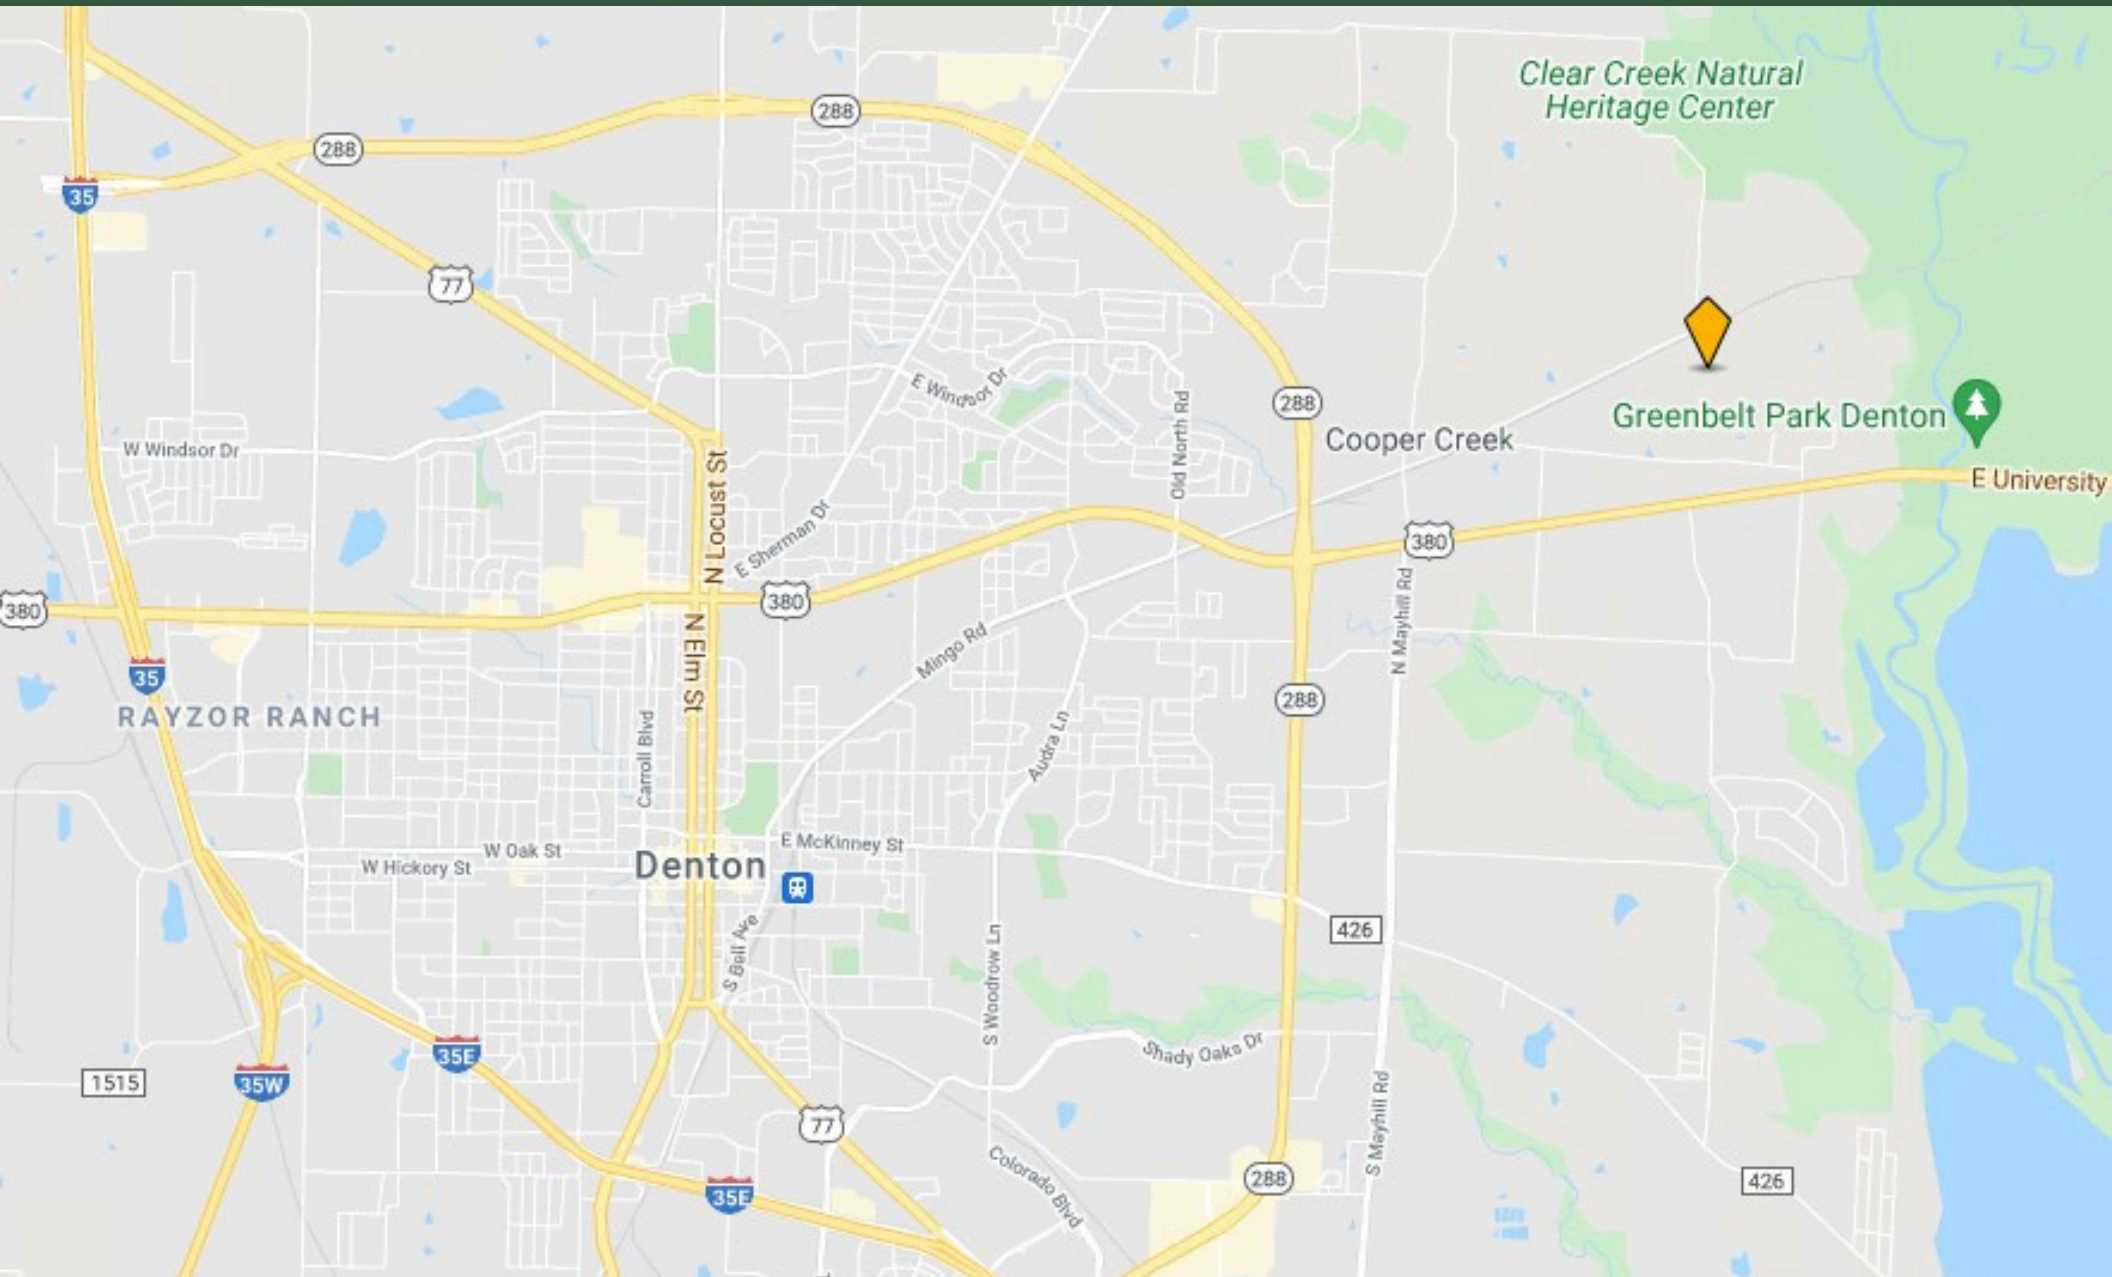 Clear Creek Natural
Heritage Center
288
288
35
77
E Windsor Dr
Old North Rd
288
Greenbelt Park Denton
Cooper Creek
W Windsor Dr
N Locust St
E University
E Sherman Dr
380
380
380
N Mayhill Rd
N Elm St
Mingo Rd
35
288
RAYZOR RANCH
Carroll Blvd
Audra Ln
E McKinney St
W Oak St
W Hickory St
Denton
426
S Bell Ave
S Woodrow Ln
Shady Oaks Dr
35E
1515
35W
77
S Mayhill Rd
Colorado Blvd
288
426
35E